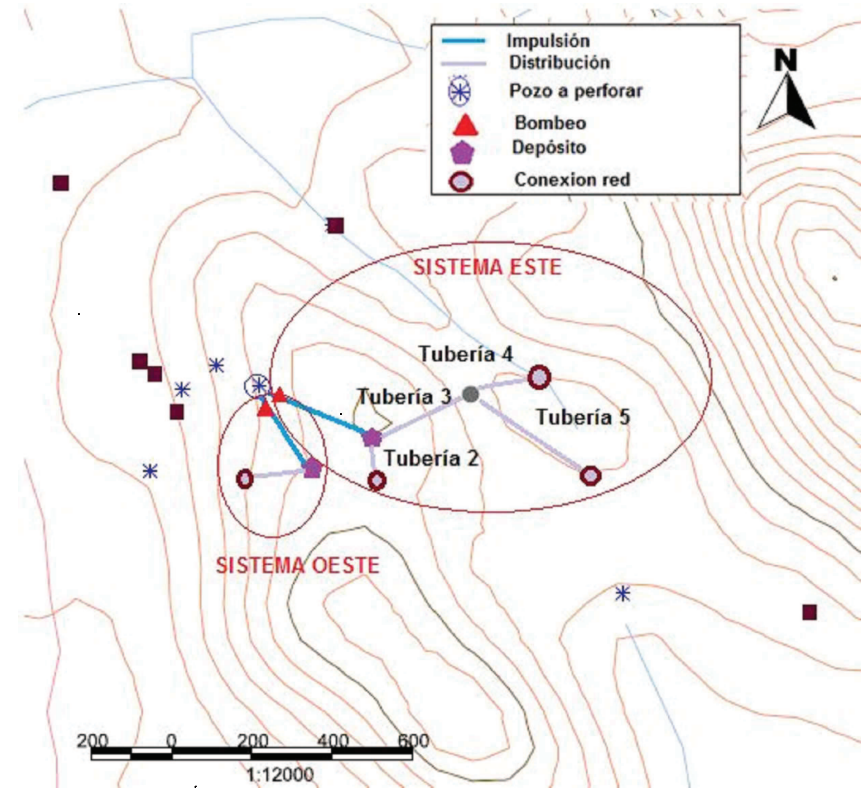 Impulsión
Distribución
Pozo a perforar
Bombeo
Depósito
Conexion red
N
SISTEMA ESTE
Tubería 4
Tubería 3
Tubería 5
Tubería 2
SISTEMA OESTE
200 0 200 400 600
1:12000